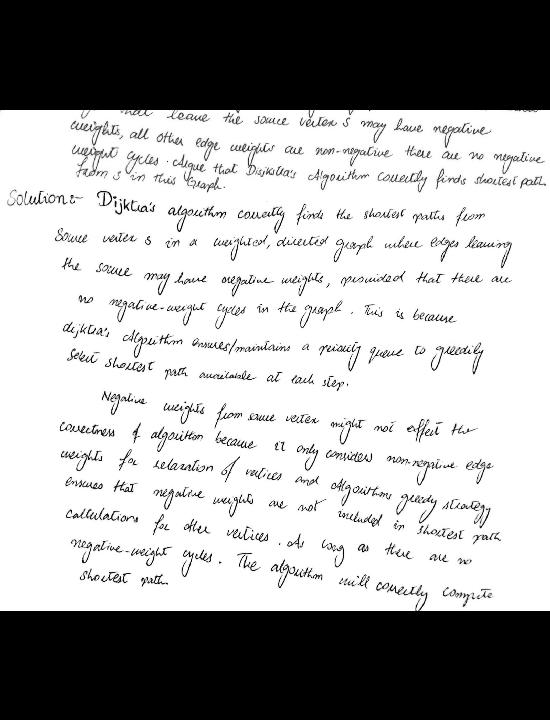 that leave the source vertex S may have negative
weights, all other edge weights are non-negative there are no negative
weight cycles. Argue that Dijkstra's Algorithm correctly finds shortest path
from s in this Graph.
Solution:- Dijktra's algorithm correctly finds the shortest paths from
Source vertex s in a weighted, directed graph where edges leaving
the source may have negative weights, provided that there are
no negative-weight cycles in the graph. This is because
dijktra's Algorithm ensures/maintains a priority queue to greedily
select shortest path available at each step.
Negative weights from source vertex might not effect the
correctness of algorithm because it only considers non-negative edge
weights for relaxation of vertices and Algorithms greedy strategy
ensures that negative weights are not included in shortest path
calculations for other vertices. As long as there are no
negative-weight cycles. The algorithm will correctly compute
shortest path.